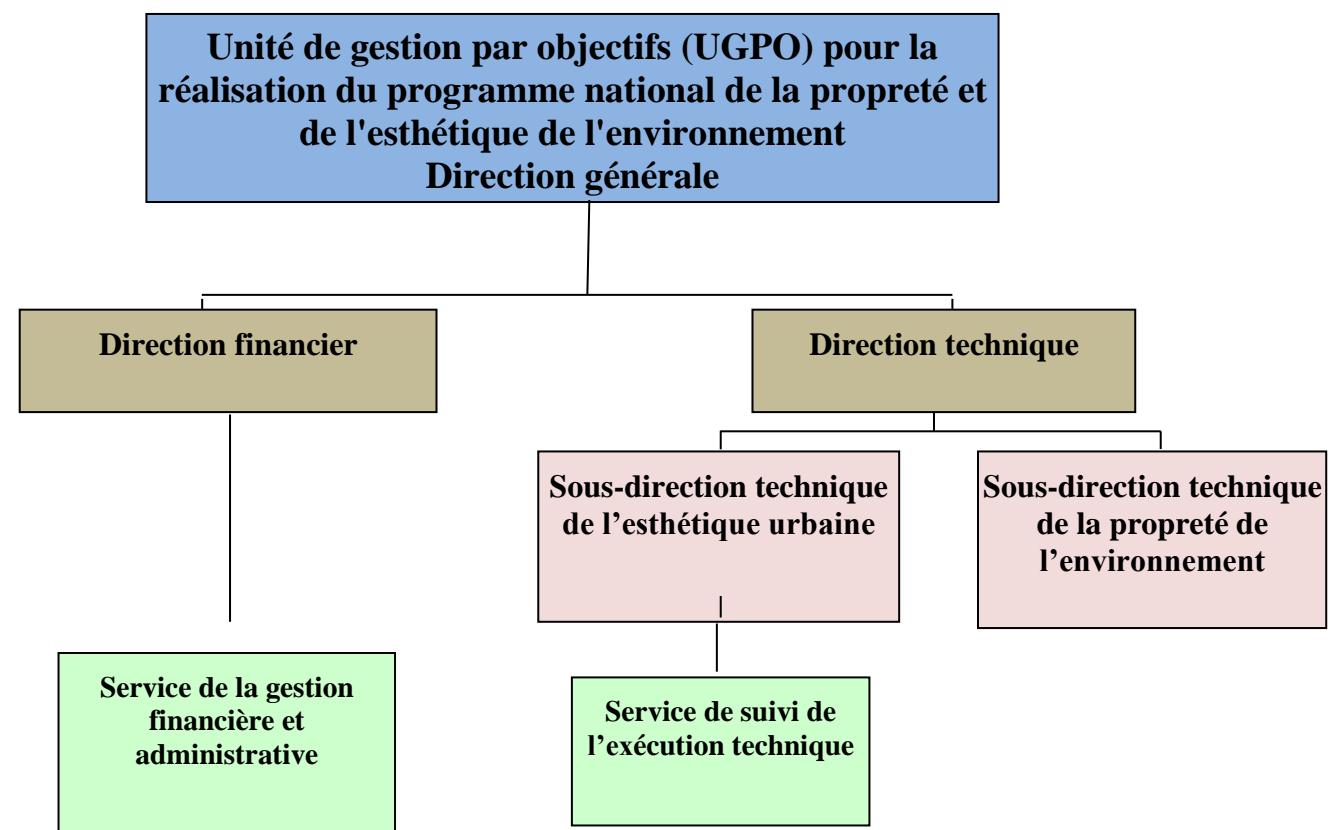 Unité de gestion par objectifs (UGPO) pour la
réalisation du programme national de la propreté et
de l'esthétique de l'environnement
Direction générale
Direction financier
Direction technique
Sous-direction technique
de l’esthétique urbaine
Sous-direction technique
de la propreté de
l’environnement
Service de la gestion
financière et
administrative
Service de suivi de
l’exécution technique